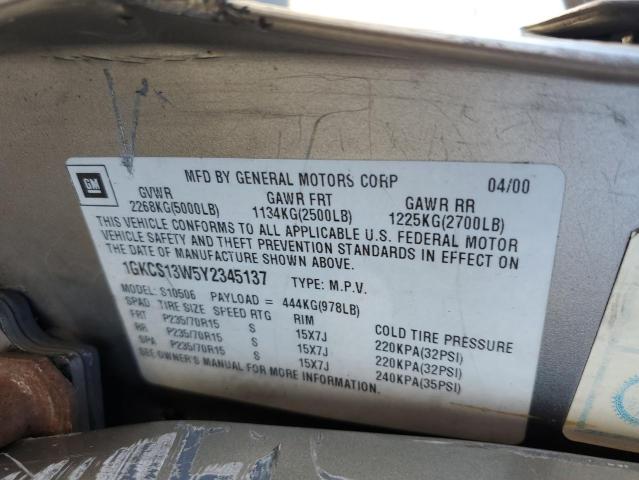 GM
MFD BY GENERAL MOTORS CORP 04/00
GVWR GAWR FRT GAWR RR
2268KG(5000LB) 1134KG(2500LB) 1225KG(2700LB)
THIS VEHICLE CONFORMS TO ALL APPLICABLE U.S. FEDERAL MOTOR
VEHICLE SAFETY AND THEFT PREVENTION STANDARDS IN EFFECT ON
THE DATE OF MANUFACTURE SHOWN ABOVE.
1GKCS13W5Y2345137 TYPE: M.P.V.
MODEL: S10506 PAYLOAD = 444KG(978LB)
SPAD TIRE SIZE SPEED RTG RIM COLD TIRE PRESSURE
FRT P235/70R15 S 15X7J 220KPA(32PSI)
RR P235/70R15 S 15X7J 220KPA(32PSI)
SPA P235/70R15 S 15X7J 240KPA(35PSI)
SEE OWNER'S MANUAL FOR MORE INFORMATION.